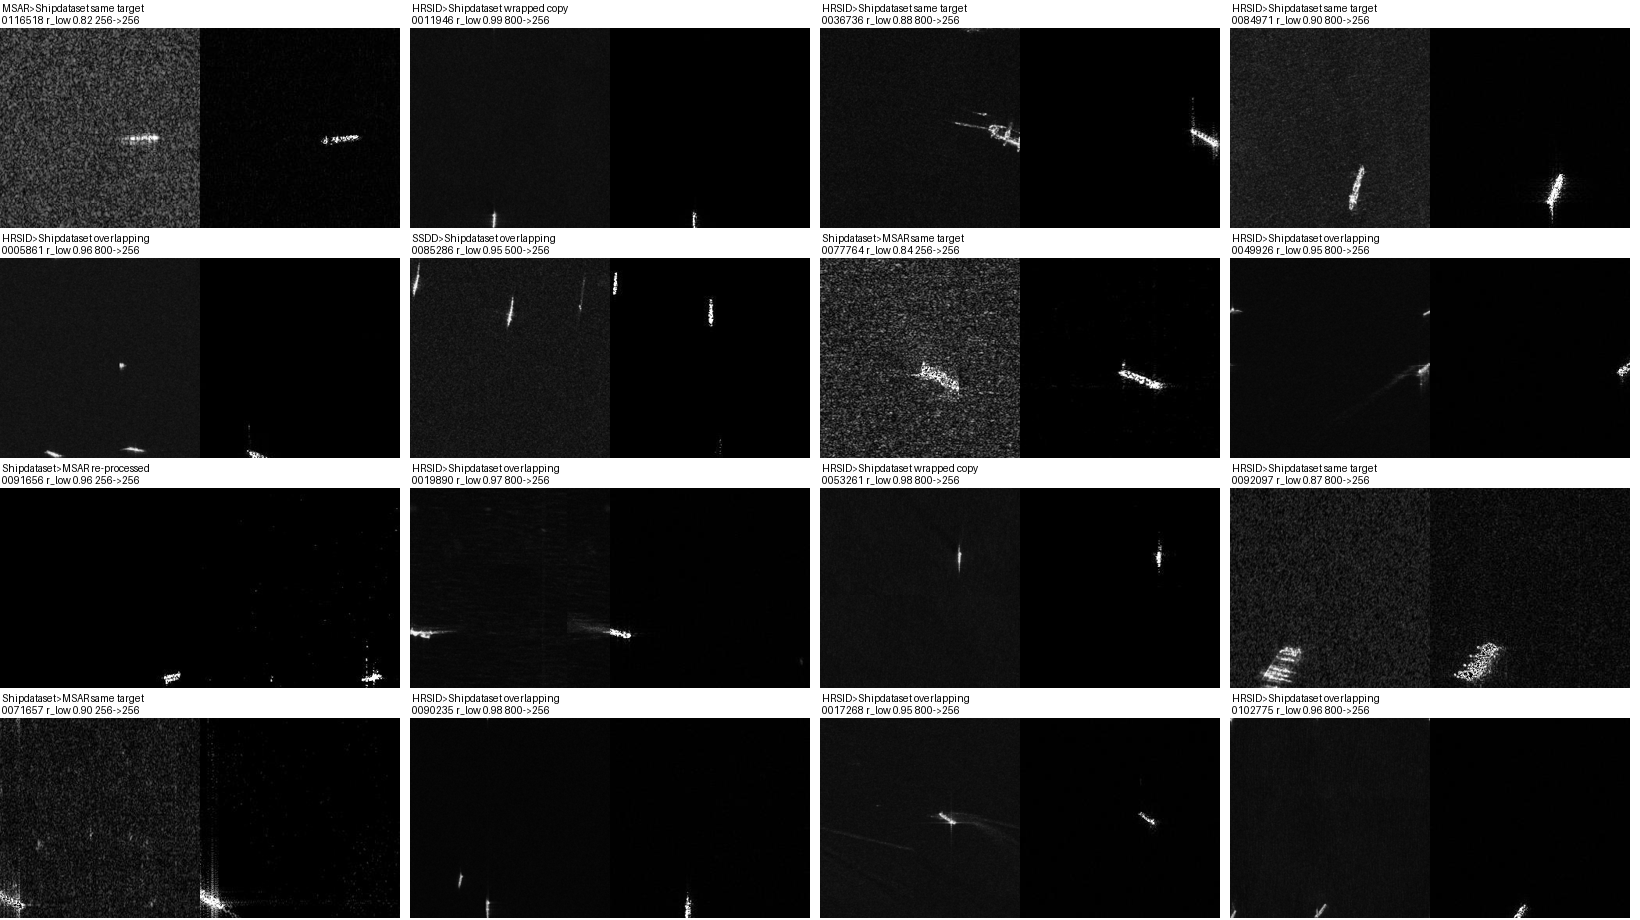 MSAR>Shipdataset same target
0116518 r_low 0.82 256->256
HRSID>Shipdataset wrapped copy
0011946 r_low 0.99 800->256
HRSID>Shipdataset same target
0036736 r_low 0.88 800->256
HRSID>Shipdataset same target
0084971 r_low 0.90 800->256
HRSID>Shipdataset overlapping
0005861 r_low 0.96 800->256
SSDD>Shipdataset overlapping
0085286 r_low 0.95 500->256
Shipdataset>MSAR same target
0077764 r_low 0.84 256->256
HRSID>Shipdataset overlapping
0049926 r_low 0.95 800->256
Shipdataset>MSAR re-processed
0091656 r_low 0.96 256->256
HRSID>Shipdataset overlapping
0019890 r_low 0.97 800->256
HRSID>Shipdataset wrapped copy
0053261 r_low 0.98 800->256
HRSID>Shipdataset same target
0092097 r_low 0.87 800->256
Shipdataset>MSAR same target
0071657 r_low 0.90 256->256
HRSID>Shipdataset overlapping
0090235 r_low 0.98 800->256
HRSID>Shipdataset overlapping
0017268 r_low 0.95 800->256
HRSID>Shipdataset overlapping
0102775 r_low 0.96 800->256